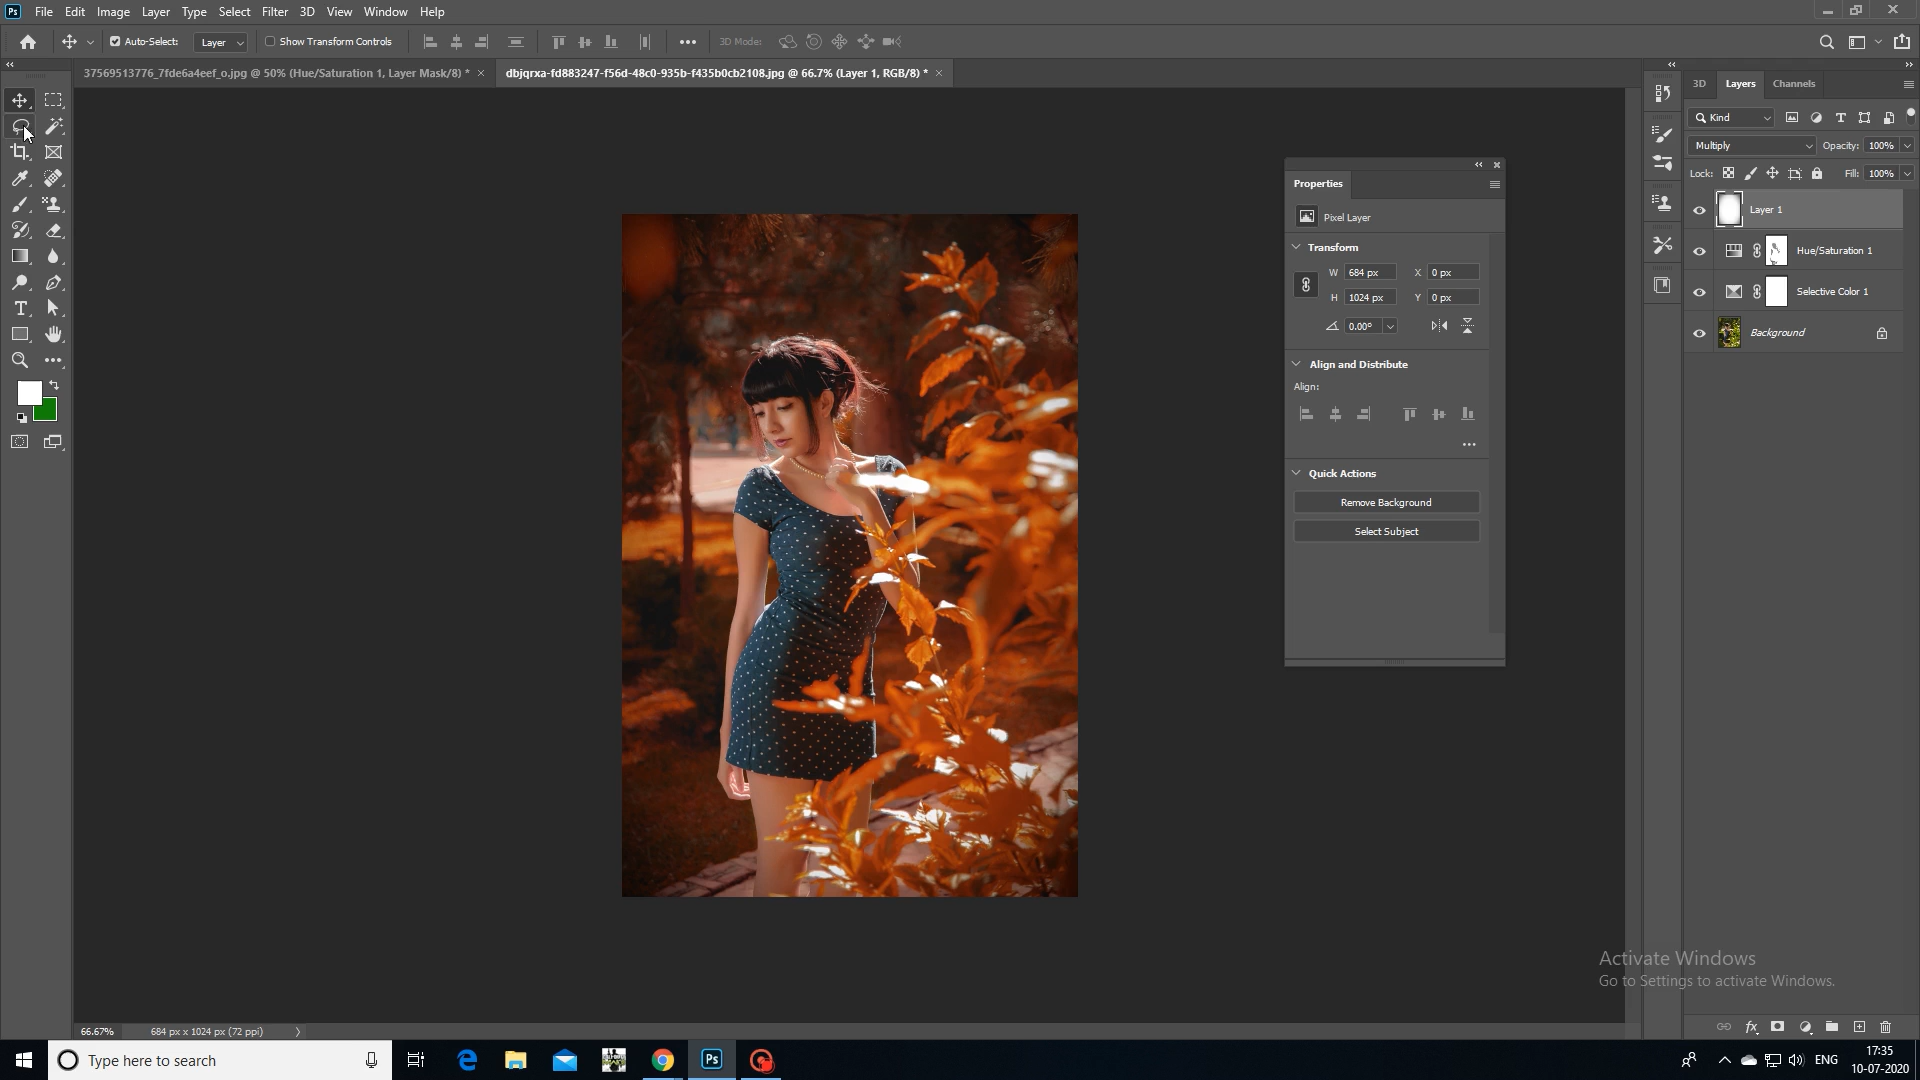 Ps File Edit Image Layer Type Select Filter 3D View Window Help
Auto-Select: Layer Show Transform Controls 3D Mode:
37569513776_7fde6a4eef_o.jpg @ 50% (Hue/Saturation 1, Layer Mask/8) *
dbjqrxa-fd883247-f56d-48c0-935b-f435b0cb2108.jpg @ 66.7% (Layer 1, RGB/8) *
3D Layers Channels
Kind
Multiply Opacity: 100%
Lock: Fill: 100%
Layer 1
Hue/Saturation 1
Selective Color 1
Background
Properties
Pixel Layer
Transform
W 684 px X 0 px
H 1024 px Y 0 px
0.00°
Align and Distribute
Align:
Quick Actions
Remove Background
Select Subject
Activate Windows
Go to Settings to activate Windows.
66.67% 684 px x 1024 px (72 ppi)
Type here to search
Ps
ENG
17:35
10-07-2020